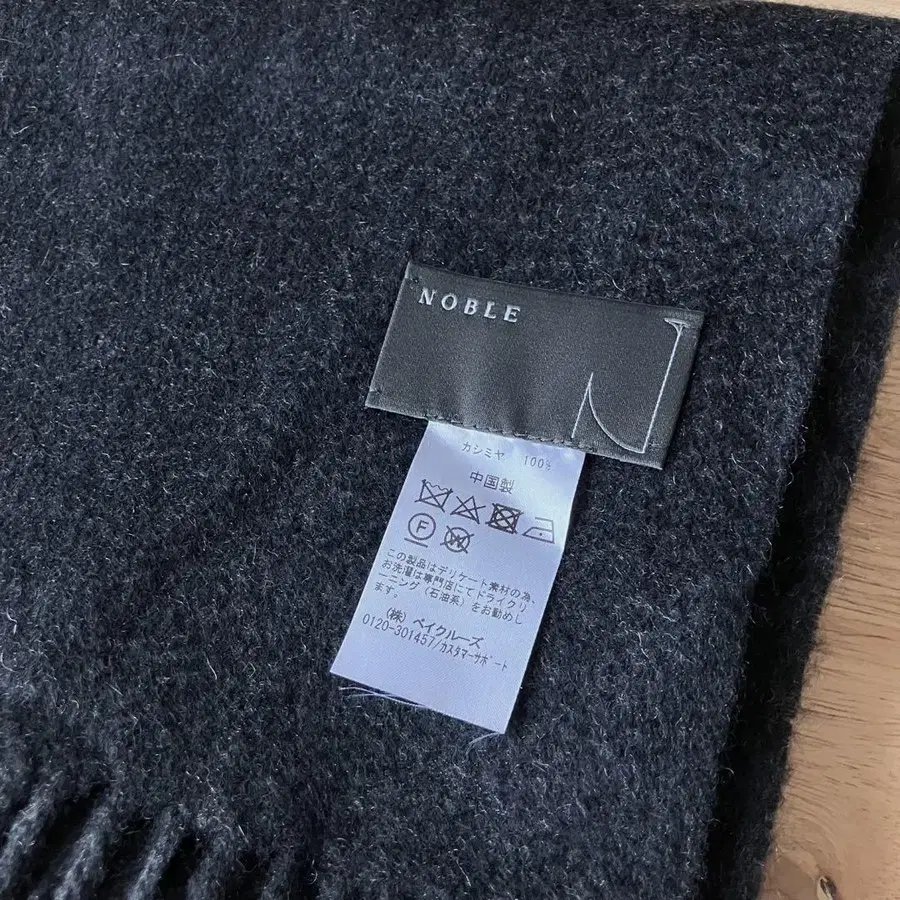 NOBLE
カシミヤ 100%
中国製
F W
この製品はデリケート素材の為、
お洗濯は専門店にてドライクリ
ーニング(石油系)をお勧めし
ます。
(株) ベイクルーズ
0120-301457/カスタマーサポート